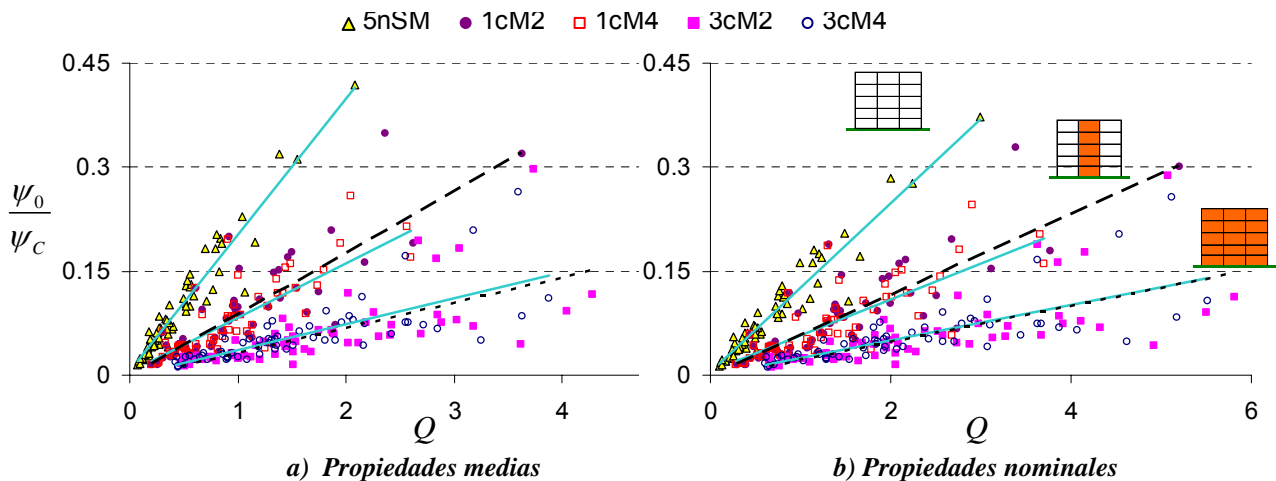 5nSM 1cM2 1cM4 3cM2 3cM4
0.45 0.45
0.3 0.3
ψ0
ψC
0.15 0.15
0 0
0 1 2 3 4 0 2 4 6
Q Q
a) Propiedades medias b) Propiedades nominales